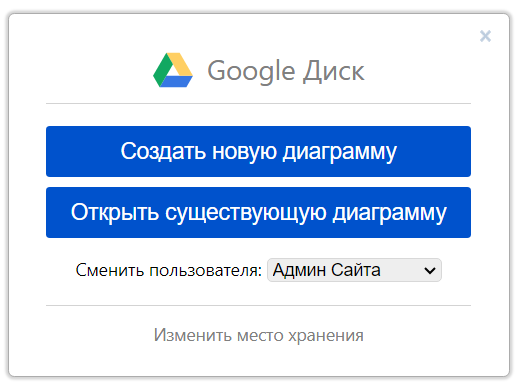 ×
Google Диск
Создать новую диаграмму
Открыть существующую диаграмму
Сменить пользователя: Админ Сайта
Изменить место хранения